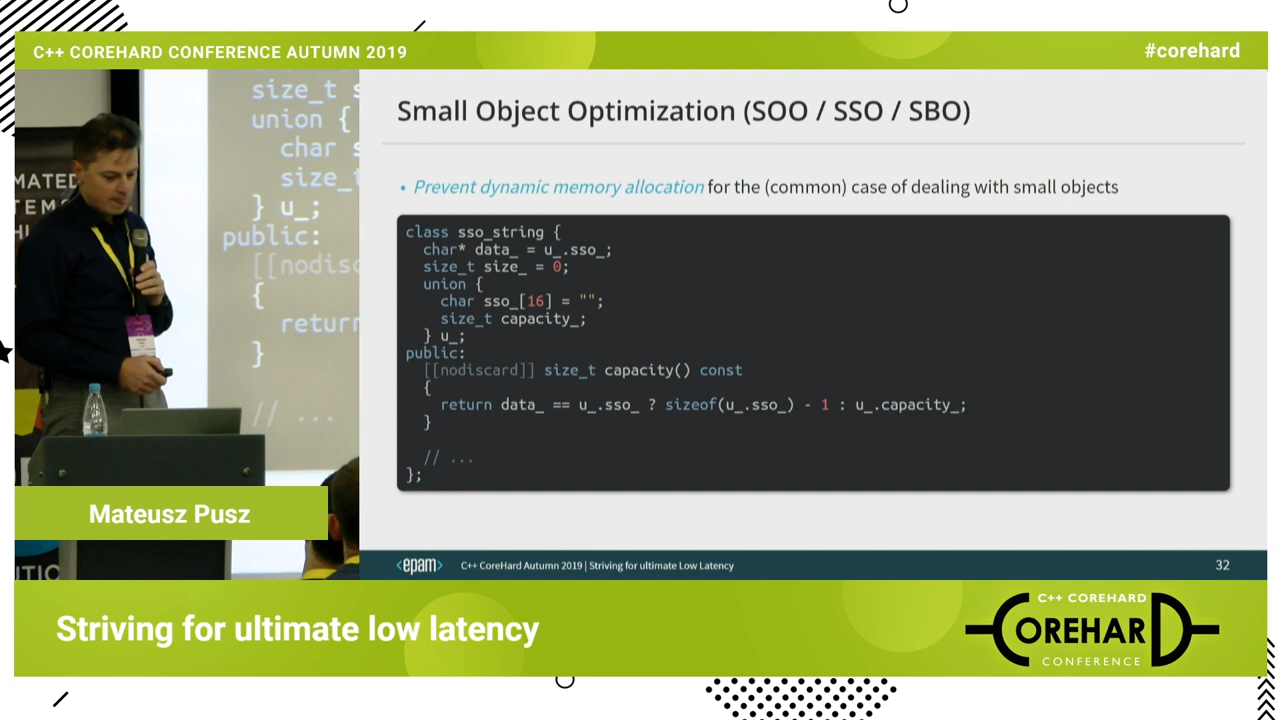 C++ COREHARD CONFERENCE AUTUMN 2019
#corehard
size_t s
union {
char s
size_t
} u_;
public:
[[nodisc
{
return
}
// ...
MATED
TEMS
Mateusz Pusz
Small Object Optimization (SOO / SSO / SBO)
• Prevent dynamic memory allocation for the (common) case of dealing with small objects
class sso_string {
char* data_ = u_.sso_;
size_t size_ = 0;
union {
char sso_[16] = "";
size_t capacity_;
} u_;
public:
[[nodiscard]] size_t capacity() const
{
return data_ == u_.sso_ ? sizeof(u_.sso_) - 1 : u_.capacity_;
}
// ...
};
<epam>
C++ CoreHard Autumn 2019 | Striving for ultimate Low Latency
32
Striving for ultimate low latency
C++ COREHARD
COREHARD
CONFERENCE